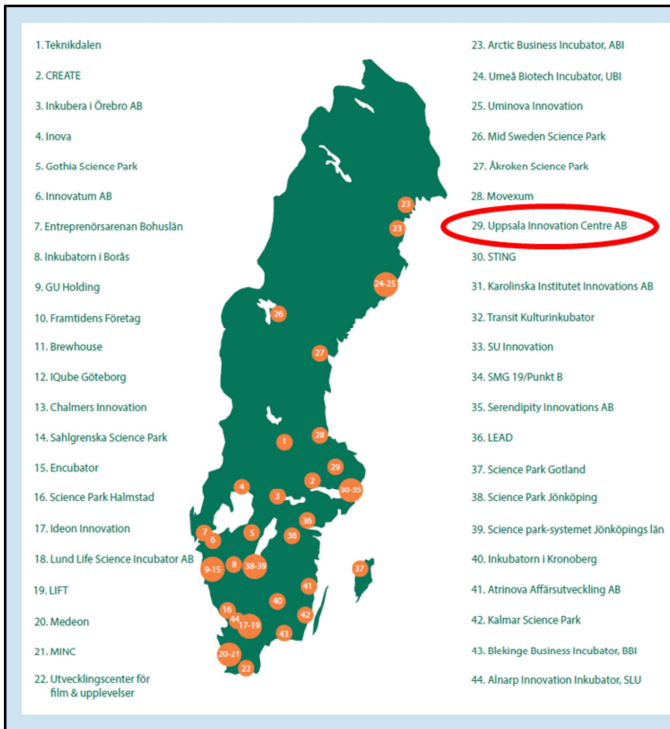 1. Teknikdalen
2. CREATE
3. Inkubera i Örebro AB
4. Inova
5. Gothia Science Park
6. Innovatum AB
7. Entreprenörsarenan Bohuslän
8. Inkubatorn i Borås
9. GU Holding
10. Framtidens Företag
11. Brewhouse
12. IQube Göteborg
13. Chalmers Innovation
14. Sahlgrenska Science Park
15. Encubator
16. Science Park Halmstad
17. Ideon Innovation
18. Lund Life Science Incubator AB
19. LIFT
20. Medeon
21. MINC
22. Utvecklingscenter för
film & upplevelser
23
23
24-25
26
27
1
28
29
2
4
3
30-35
36
7
6
5
36
9-15
8
38-39
37
41
40
16
44
42
17-19
43
20-21
22
23. Arctic Business Incubator, ABI
24. Umeå Biotech Incubator, UBI
25. Uminova Innovation
26. Mid Sweden Science Park
27. Åkroken Science Park
28. Movexum
29. Uppsala Innovation Centre AB
30. STING
31. Karolinska Institutet Innovations AB
32. Transit Kulturinkubator
33. SU Innovation
34. SMG 19/Punkt B
35. Serendipity Innovations AB
36. LEAD
37. Science Park Gotland
38. Science Park Jönköping
39. Science park-systemet Jönköpings län
40. Inkubatorn i Kronoberg
41. Atrinova Affärsutveckling AB
42. Kalmar Science Park
43. Blekinge Business Incubator, BBI
44. Alnarp Innovation Inkubator, SLU